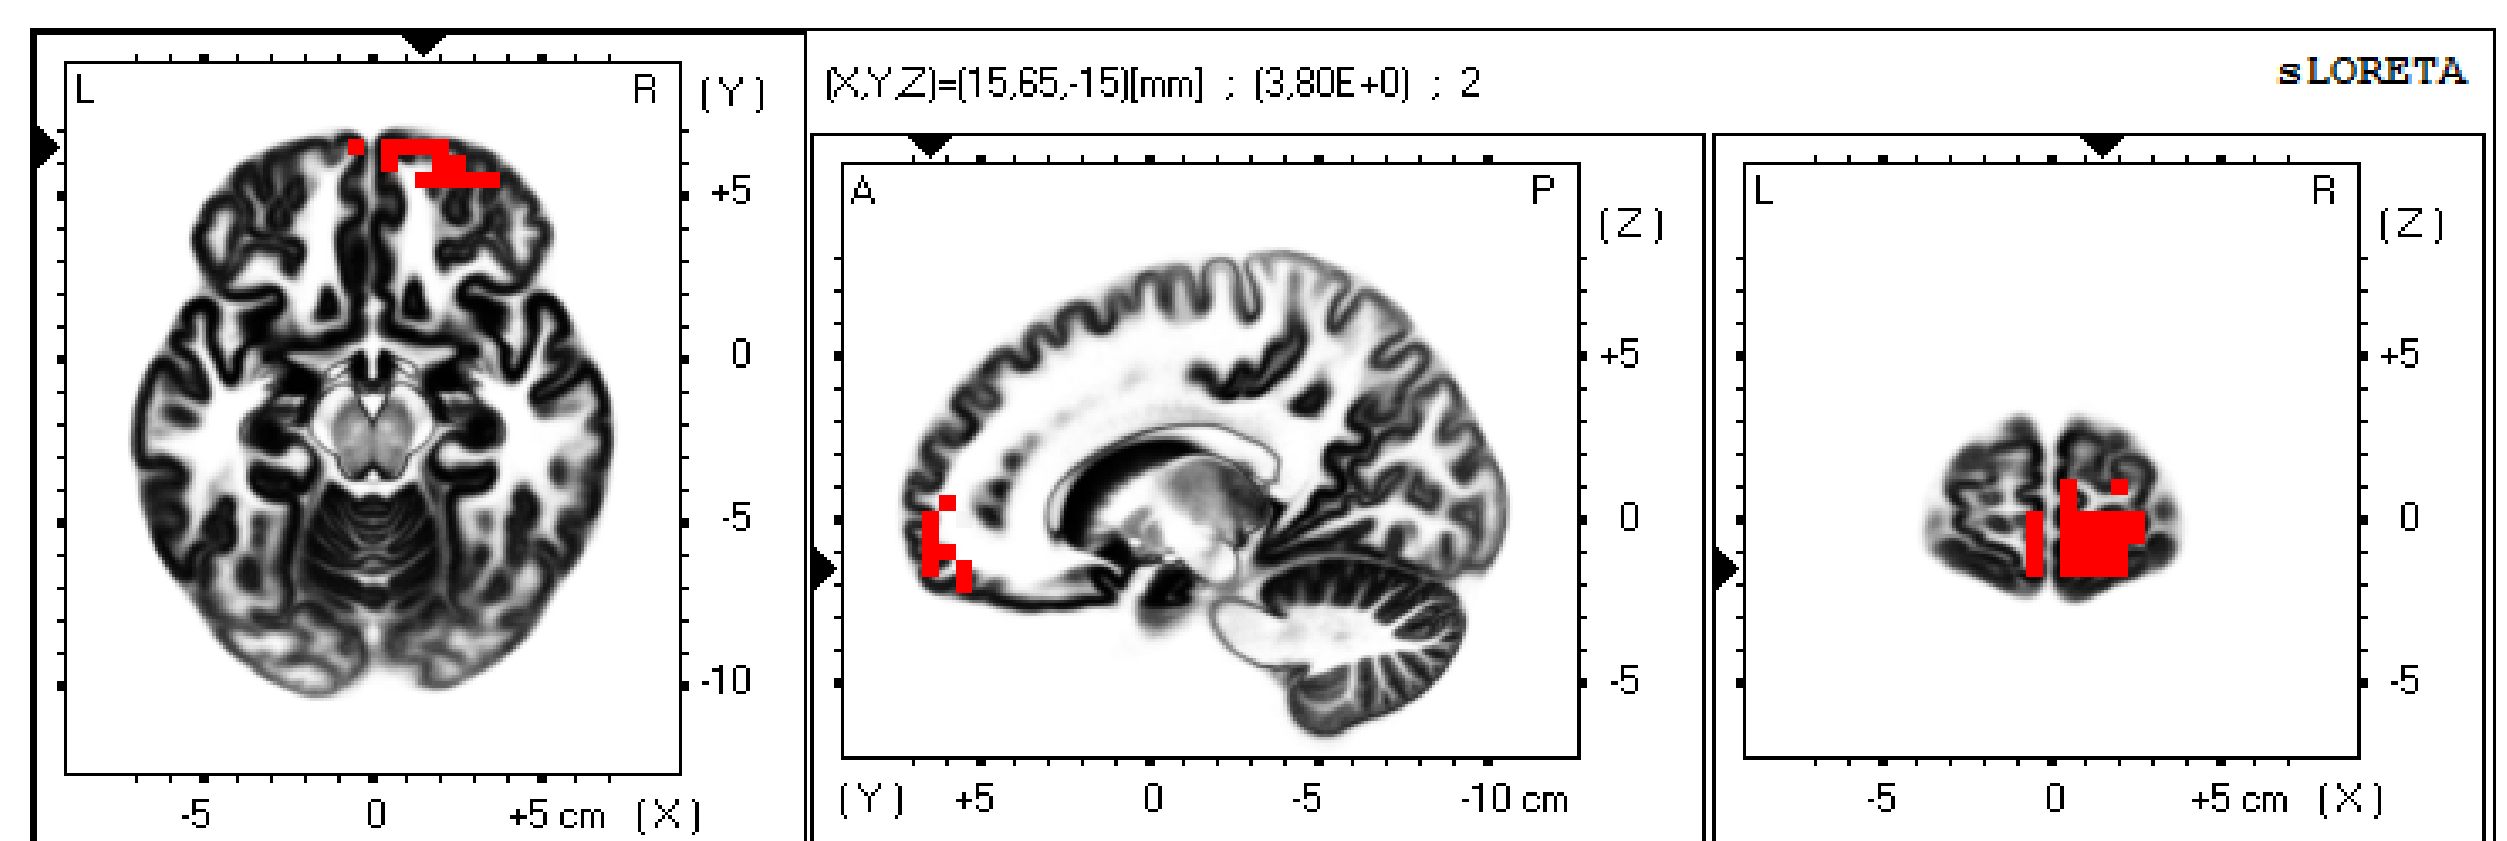 (X,Y,Z)=(15,65,-15)[mm] ; (3,80E+0) ; 2
sLORETA
L R (Y)
+5
0
-5
-10
-5 0 +5 cm (X)
A P (Z)
+5
0
-5
(Y) +5 0 -5 -10 cm
L R (Z)
+5
0
-5
-5 0 +5 cm (X)